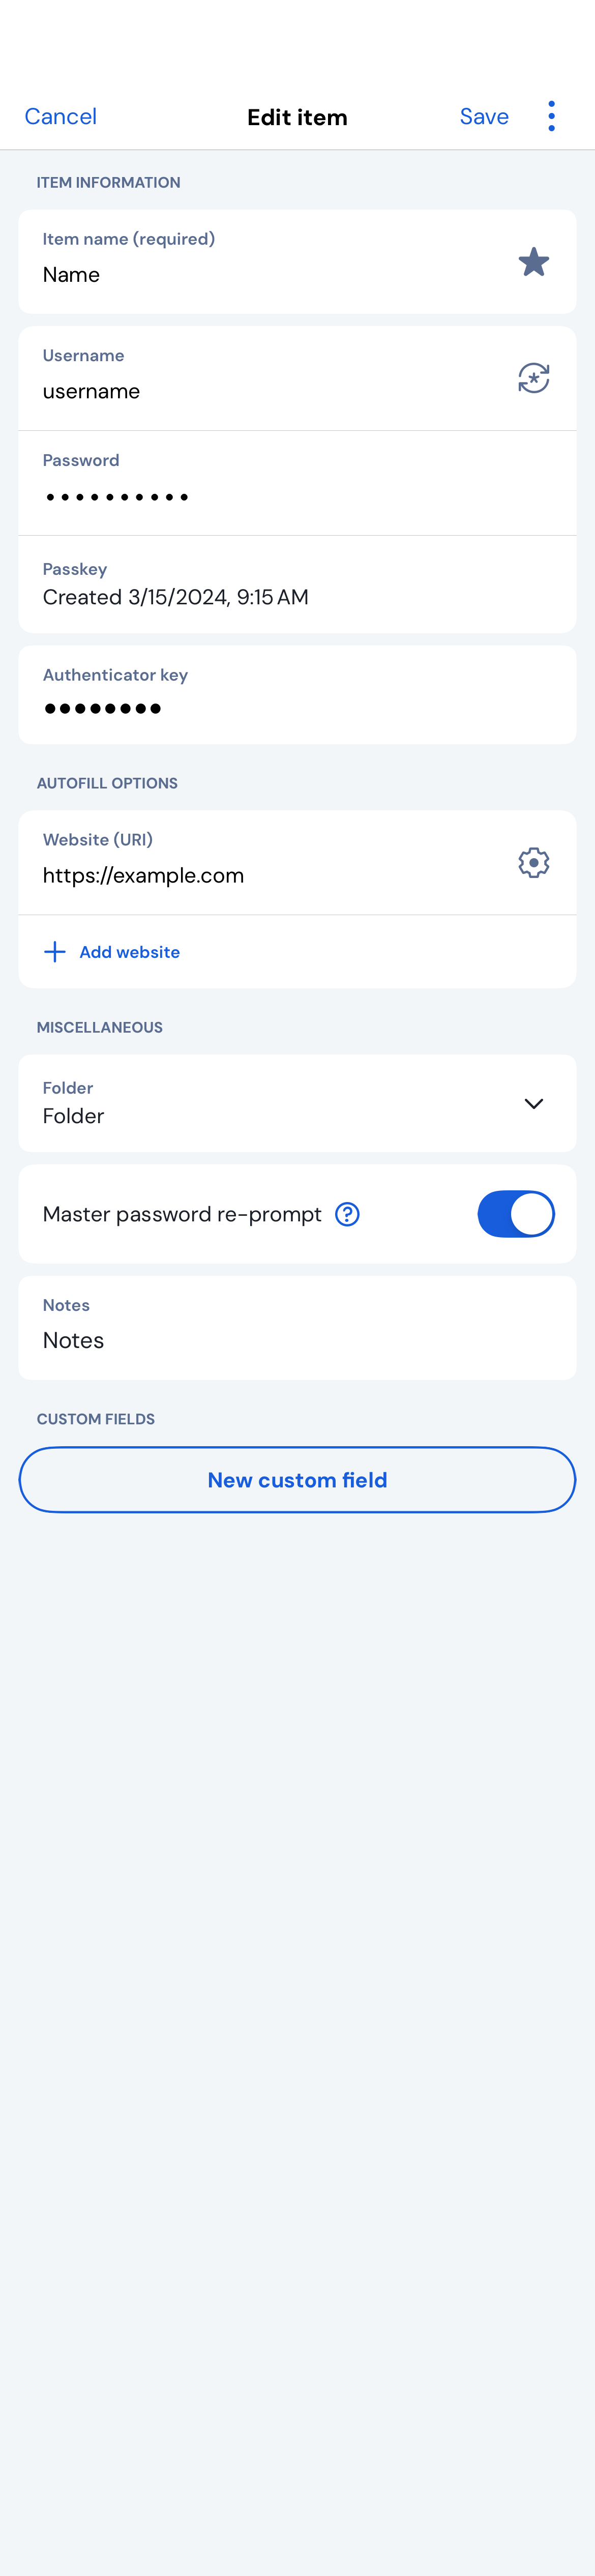 Cancel
Edit item
Save
ITEM INFORMATION
Item name (required)
Name
Username
username
Password
••••••••••
Passkey
Created 3/15/2024, 9:15 AM
Authenticator key
●●●●●●●●
AUTOFILL OPTIONS
Website (URI)
https://example.com
Add website
MISCELLANEOUS
Folder
Folder
Master password re-prompt
Notes
Notes
CUSTOM FIELDS
New custom field